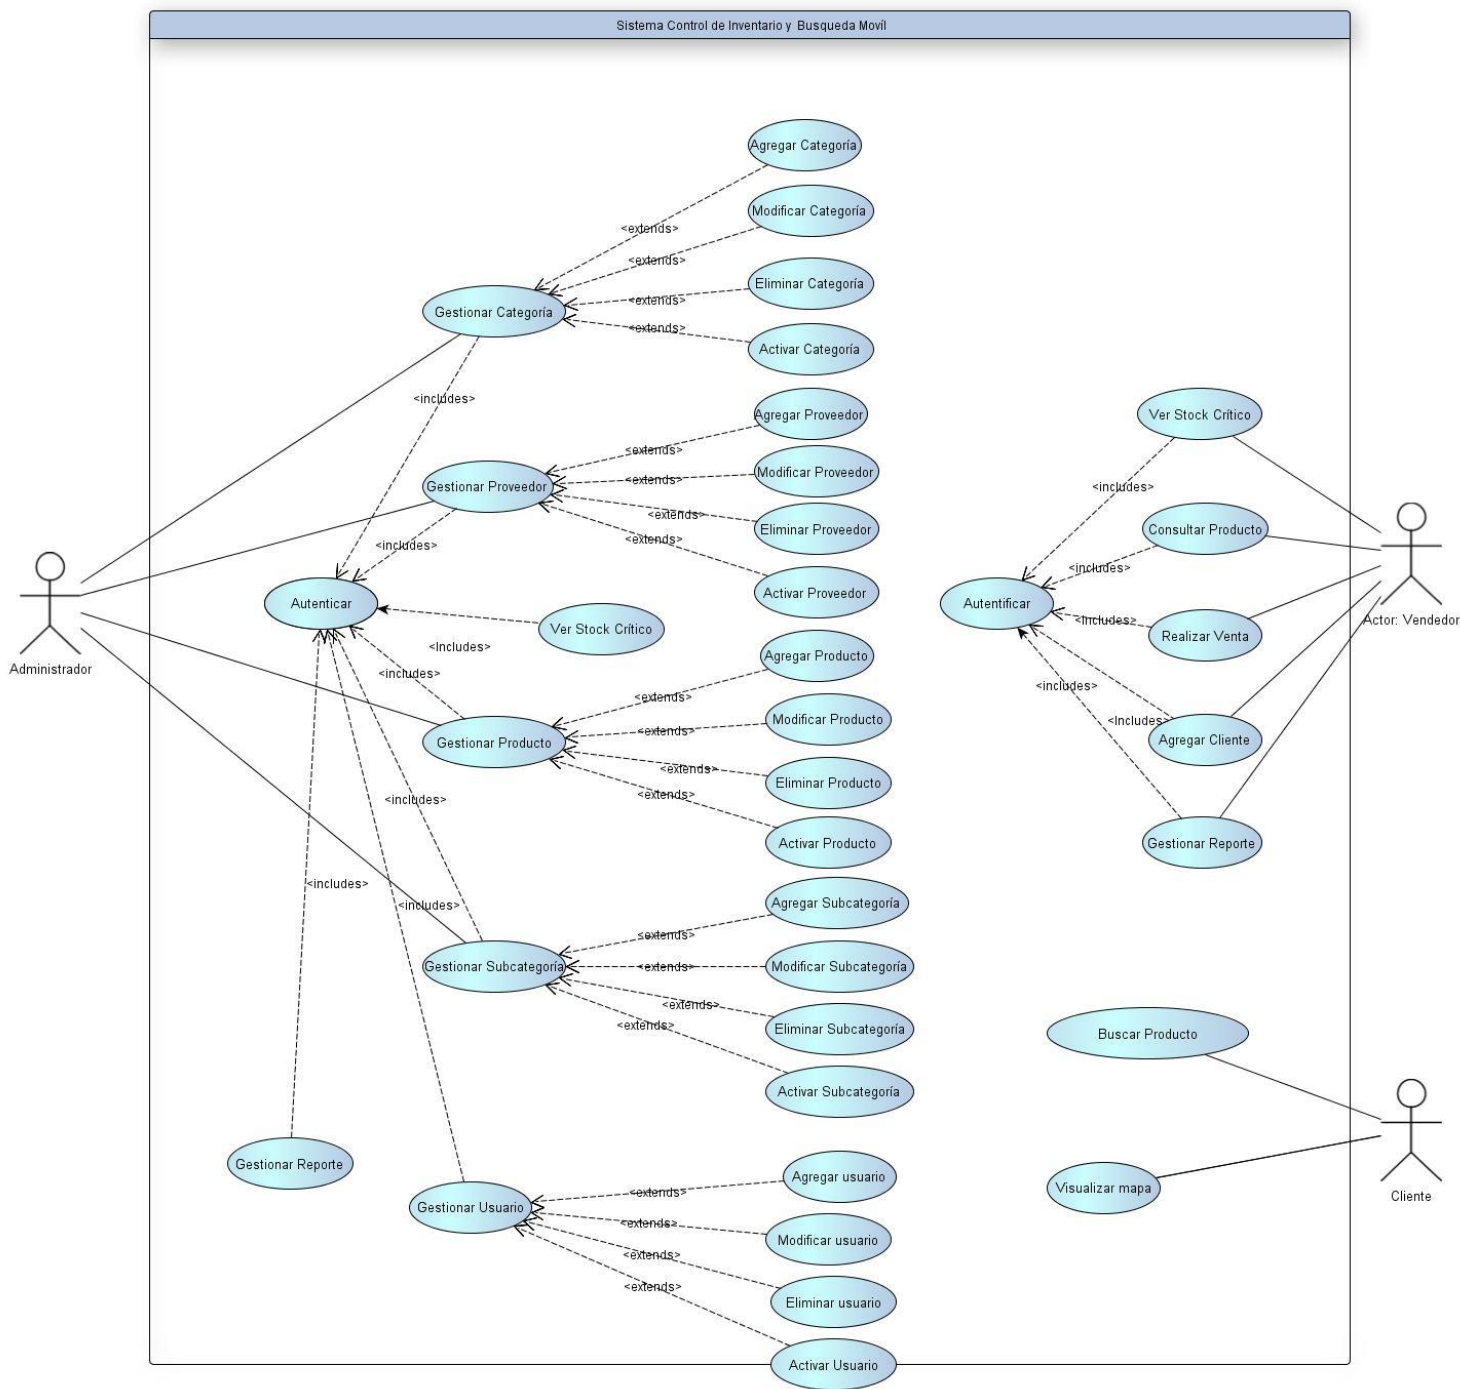 Sistema Control de Inventario y Busqueda Movíl
Agregar Categoría
Modificar Categoría
<extends>
<extends>
Eliminar Categoría
<extends>
Gestionar Categoría
<extends>
Activar Categoría
<includes>
Agregar Proveedor
Ver Stock Crítico
<extends>
Modificar Proveedor
<extends>
Gestionar Proveedor
<includes>
<extends>
Eliminar Proveedor
Consultar Producto
<extends>
<includes>
<includes>
Activar Proveedor
Autenticar
Autentificar
Actor: Vendedor
<Includes>
Ver Stock Crítico
Realizar Venta
<Includes>
Agregar Producto
Administrador
<includes>
<includes>
<extends>
Modificar Producto
<Includes>
<extends>
Gestionar Producto
Agregar Cliente
<extends>
Eliminar Producto
<extends>
<includes>
Activar Producto
Gestionar Reporte
<includes>
<includes>
Agregar Subcategoría
<extends>
Gestionar Subcategoría
<extends>
Modificar Subcategoría
<extends>
<extends>
Eliminar Subcategoría
Buscar Producto
Activar Subcategoría
Gestionar Reporte
Agregar usuario
<extends>
Visualizar mapa
Cliente
Gestionar Usuario
<extends>
Modificar usuario
<extends>
<extends>
Eliminar usuario
Activar Usuario